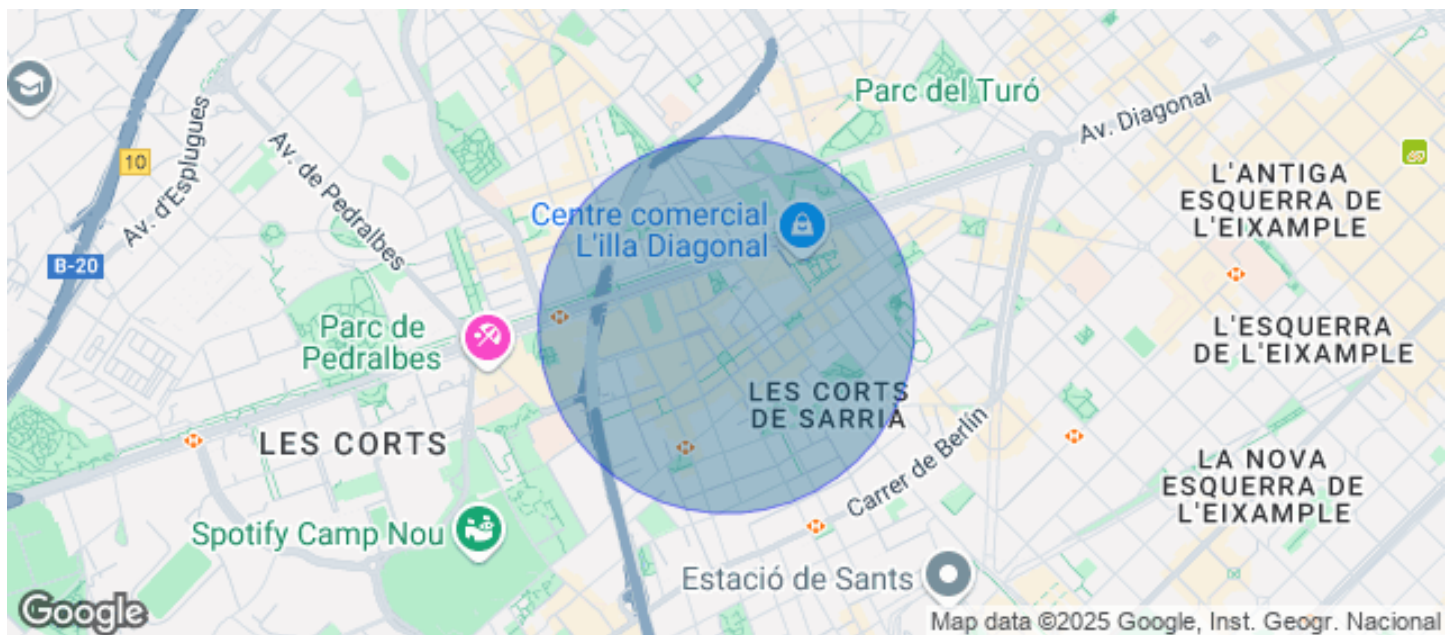 Parc del Turó
Av. Diagonal
Av. d'Esplugues
10
Av. de Pedralbes
L'ANTIGA
ESQUERRA DE
L'EIXAMPLE
Centre comercial
L'illa Diagonal
B-20
Parc de
Pedralbes
L'ESQUERRA
DE L'EIXAMPLE
LES CORTS
DE SARRIÀ
LES CORTS
Carrer de Berlín
LA NOVA
ESQUERRA DE
L'EIXAMPLE
Spotify Camp Nou
Estació de Sants
Google
Map data ©2025 Google, Inst. Geogr. Nacional